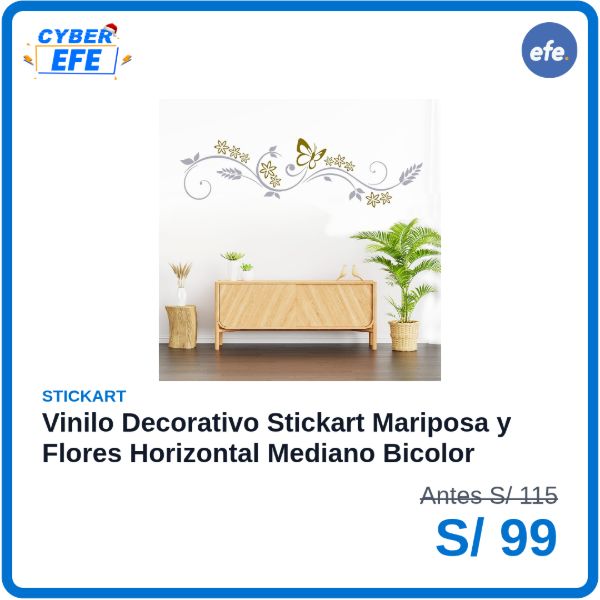 CYBER
EFE
efe.
STICKART
Vinilo Decorativo Stickart Mariposa y
Flores Horizontal Mediano Bicolor
Antes S/ 115
S/ 99